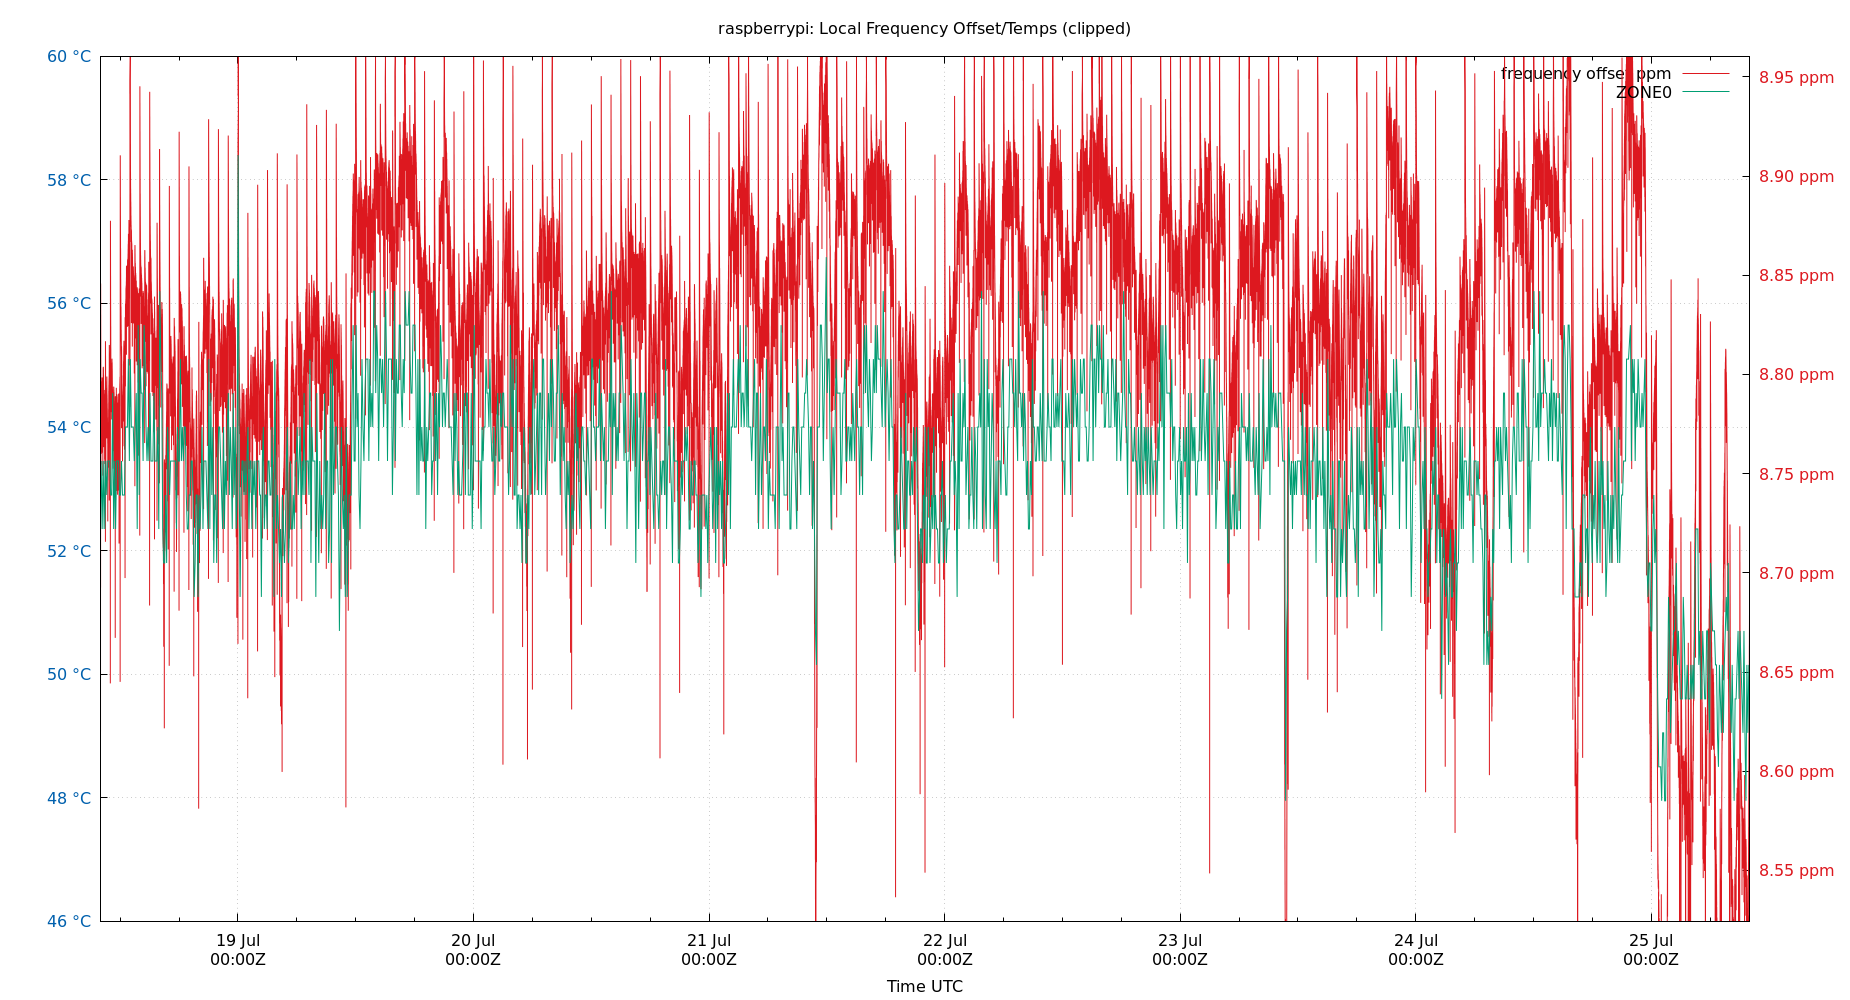 raspberrypi: Local Frequency Offset/Temps (clipped)
frequency offset ppm
ZONE0
60 °C
58 °C
56 °C
54 °C
52 °C
50 °C
48 °C
46 °C
8.95 ppm
8.90 ppm
8.85 ppm
8.80 ppm
8.75 ppm
8.70 ppm
8.65 ppm
8.60 ppm
8.55 ppm
19 Jul
00:00Z
20 Jul
00:00Z
21 Jul
00:00Z
22 Jul
00:00Z
23 Jul
00:00Z
24 Jul
00:00Z
25 Jul
00:00Z
Time UTC